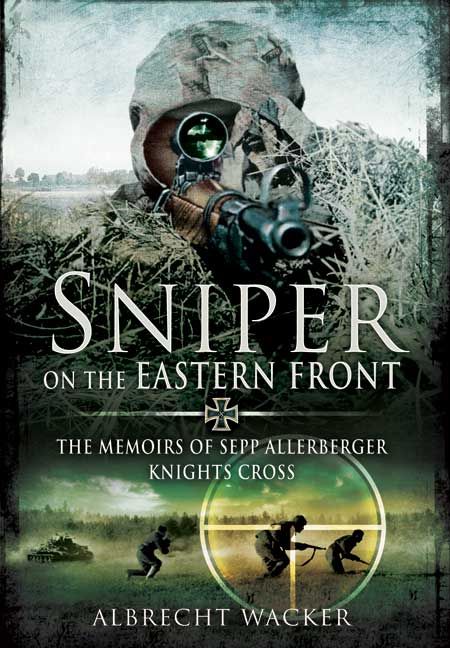 SNIPER
ON THE EASTERN FRONT
THE MEMOIRS OF SEPP ALLERBERGER
KNIGHTS CROSS
ALBRECHT WACKER